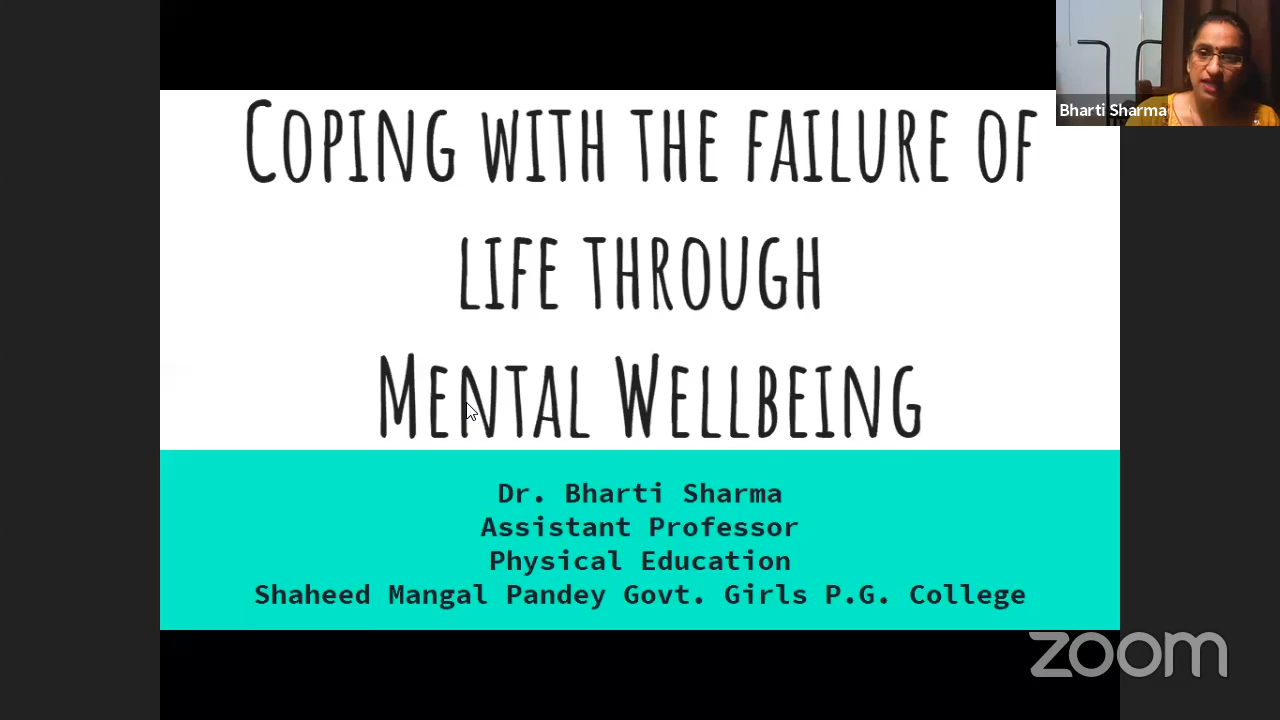 Coping with the failure of
life through
Mental Wellbeing
Dr. Bharti Sharma
Assistant Professor
Physical Education
Shaheed Mangal Pandey Govt. Girls P.G. College
Bharti Sharma
zoom